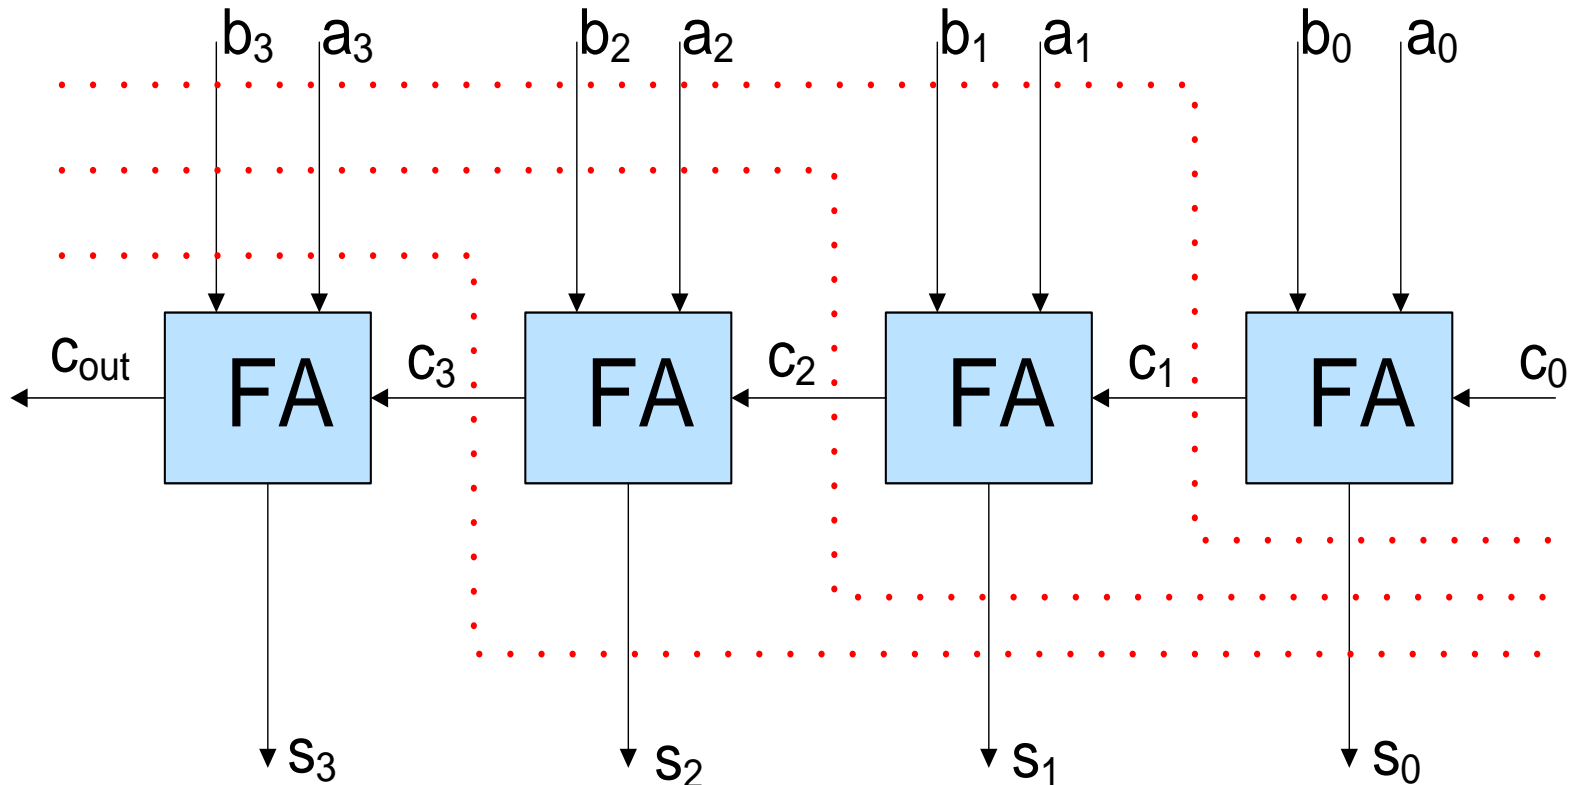 b₃ a₃ b₂ a₂ b₁ a₁ b₀ a₀
c_out FA c₃ FA c₂ FA c₁ FA c₀
s₃ s₂ s₁ s₀